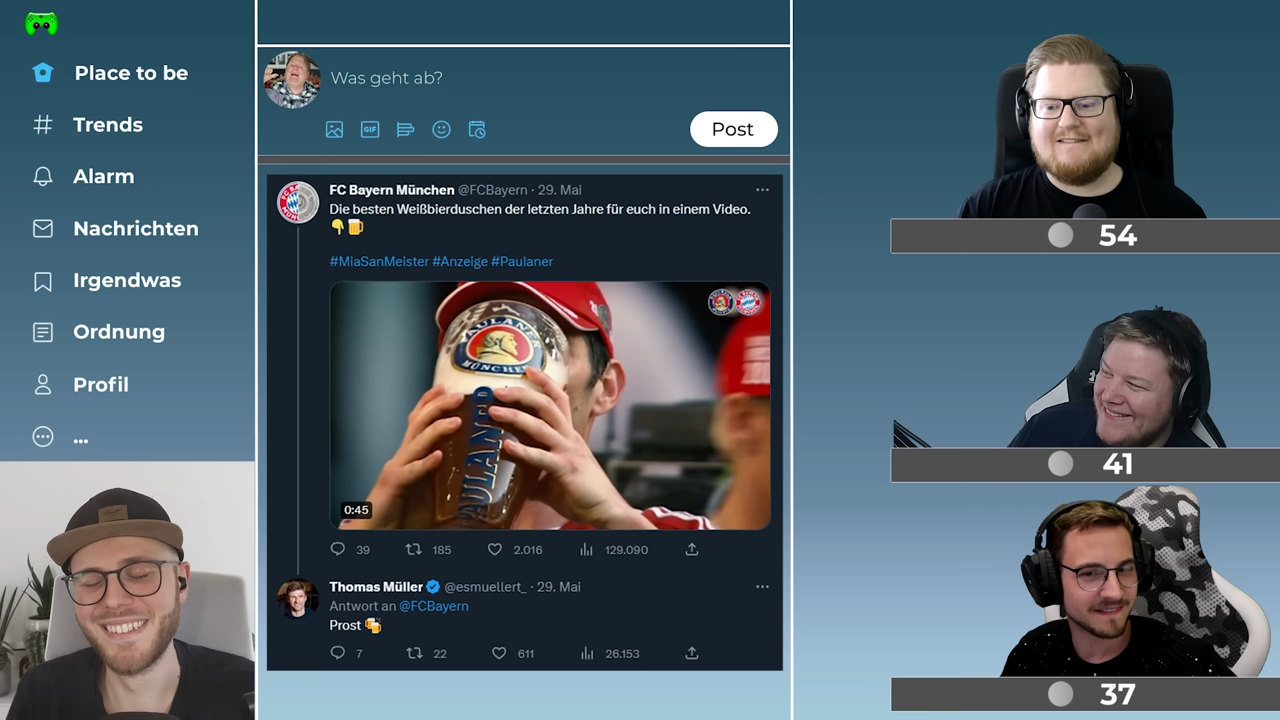 Place to be
Trends
Alarm
Nachrichten
Irgendwas
Ordnung
Profil
...
Was geht ab?
GIF
Post
FC Bayern München @FCBayern · 29. Mai
Die besten Weißbierduschen der letzten Jahre für euch in einem Video.
👇🍺
#MiaSanMeister #Anzeige #Paulaner
PAULANER
MÜNCHEN
PAULANER
0:45
39 185 2.016 129.090
Thomas Müller @esmuellert_ · 29. Mai
Antwort an @FCBayern
Prost 🍻
7 22 611 26.153
54
41
37